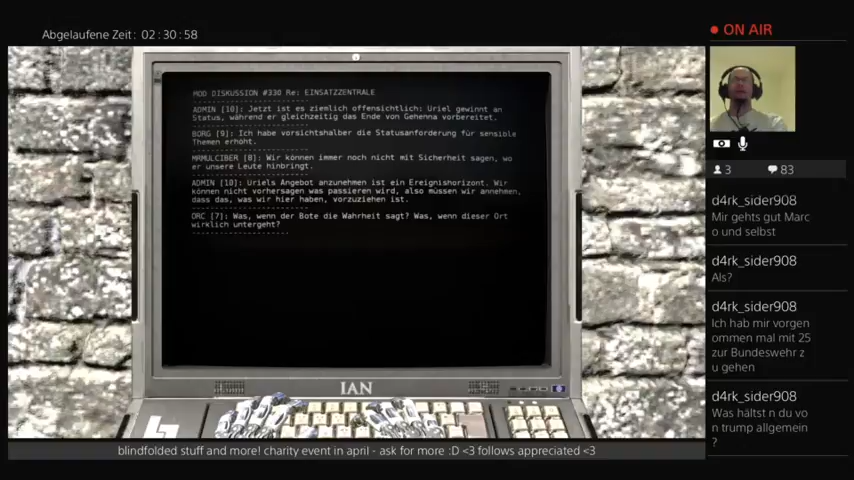 Abgelaufene Zeit: 02:30:58
MOD DISKUSSION #330 Re: EINSATZZENTRALE
ADMIN [10]: Jetzt ist es ziemlich offensichtlich: Uriel gewinnt an
Status, während er gleichzeitig das Ende von Gehenna vorbereitet.
BORG [9]: Ich habe vorsichtshalber die Statusanforderung für sensible
Themen erhöht.
MRMULCIBER [8]: Wir können immer noch nicht mit Sicherheit sagen, wo
er unsere Leute hinbringt.
ADMIN [10]: Uriels Angebot anzunehmen ist ein Ereignishorizont. Wir
können nicht vorhersagen was passieren wird, also müssen wir annehmen,
dass das, was wir hier haben, vorzuziehen ist.
ORC [7]: Was, wenn der Bote die Wahrheit sagt? Was, wenn dieser Ort
wirklich untergeht?
IAN
blindfolded stuff and more! charity event in april - ask for more :D <3 follows appreciated <3
ON AIR
3 83
d4rk_sider908
Mir gehts gut Marc
o und selbst
d4rk_sider908
Als?
d4rk_sider908
Ich hab mir vorgen
ommen mal mit 25
zur Bundeswehr z
u gehen
d4rk_sider908
Was hältst n du vo
n trump allgemein
?